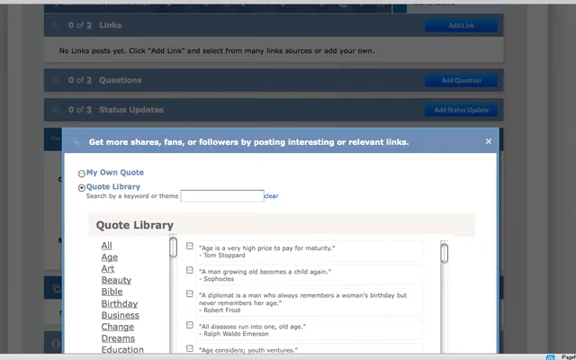 0 of 2 Links
Add Link
No Links posts yet. Click "Add Link" and select from many links sources or add your own.
0 of 2 Questions
Add Question
0 of 3 Status Updates
Add Status Update
Get more shares, fans, or followers by posting interesting or relevant links.
My Own Quote
Quote Library
Search by a keyword or theme
clear
Quote Library
All
Age
Art
Beauty
Bible
Birthday
Business
Change
Dreams
Education
"Age is a very high price to pay for maturity."
- Tom Stoppard
"A man growing old becomes a child again."
- Sophocles
"A diplomat is a man who always remembers a woman's birthday but
never remembers her age."
- Robert Frost
"All diseases run into one, old age."
- Ralph Waldo Emerson
"Age considers; youth ventures."